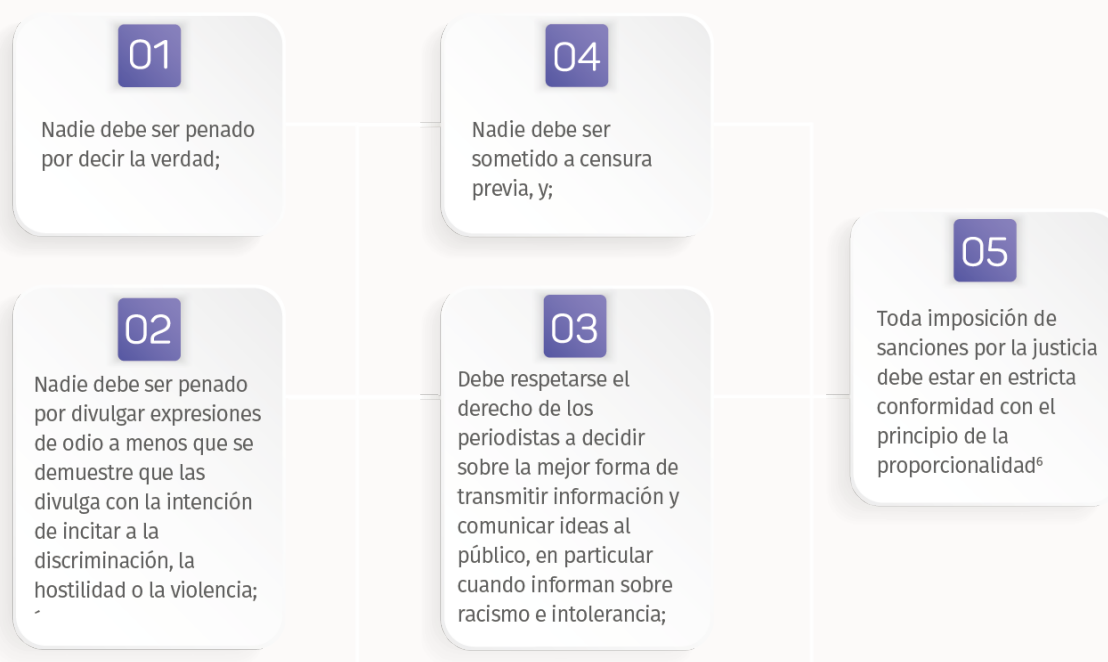 01
Nadie debe ser penado
por decir la verdad;
02
Nadie debe ser penado
por divulgar expresiones
de odio a menos que se
demuestre que las
divulga con la intención
de incitar a la
discriminación, la
hostilidad o la violencia;
03
Debe respetarse el
derecho de los
periodistas a decidir
sobre la mejor forma de
transmitir información y
comunicar ideas al
público, en particular
cuando informan sobre
racismo e intolerancia;
04
Nadie debe ser
sometido a censura
previa, y;
05
Toda imposición de
sanciones por la justicia
debe estar en estricta
conformidad con el
principio de la
proporcionalidad⁶